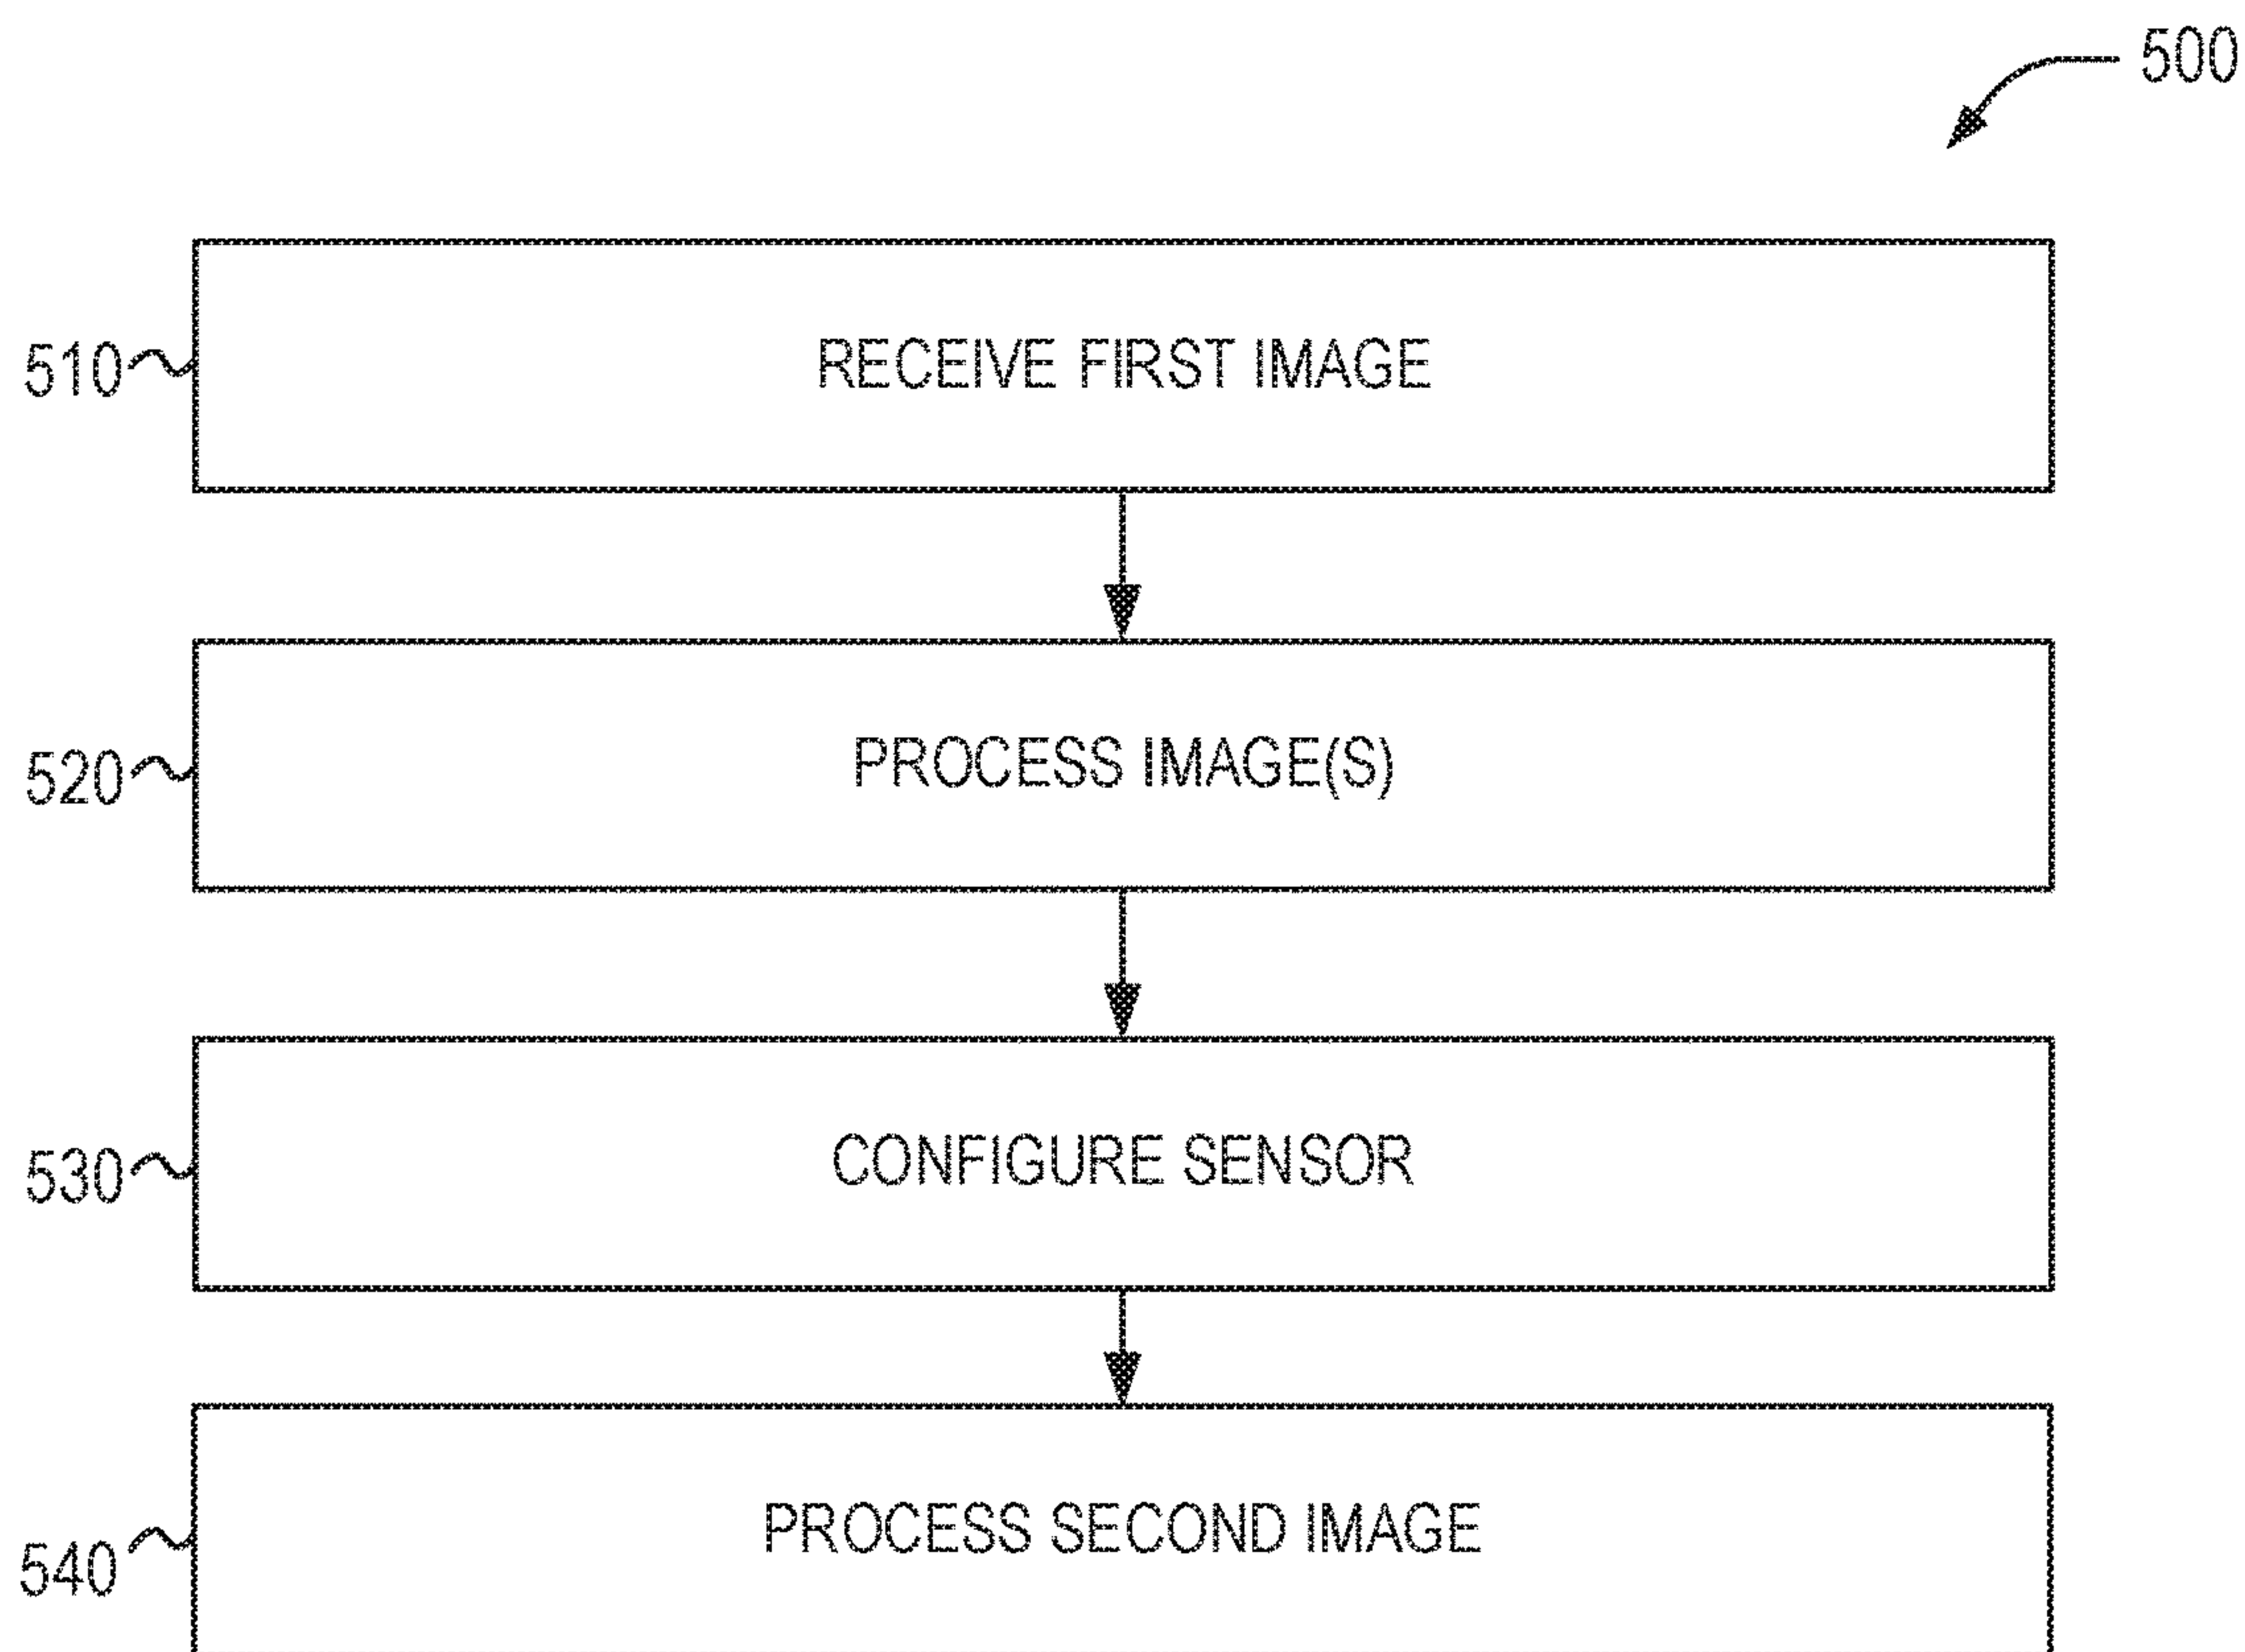 500
510
RECEIVE FIRST IMAGE
520
PROCESS IMAGE(S)
530
CONFIGURE SENSOR
540
PROCESS SECOND IMAGE